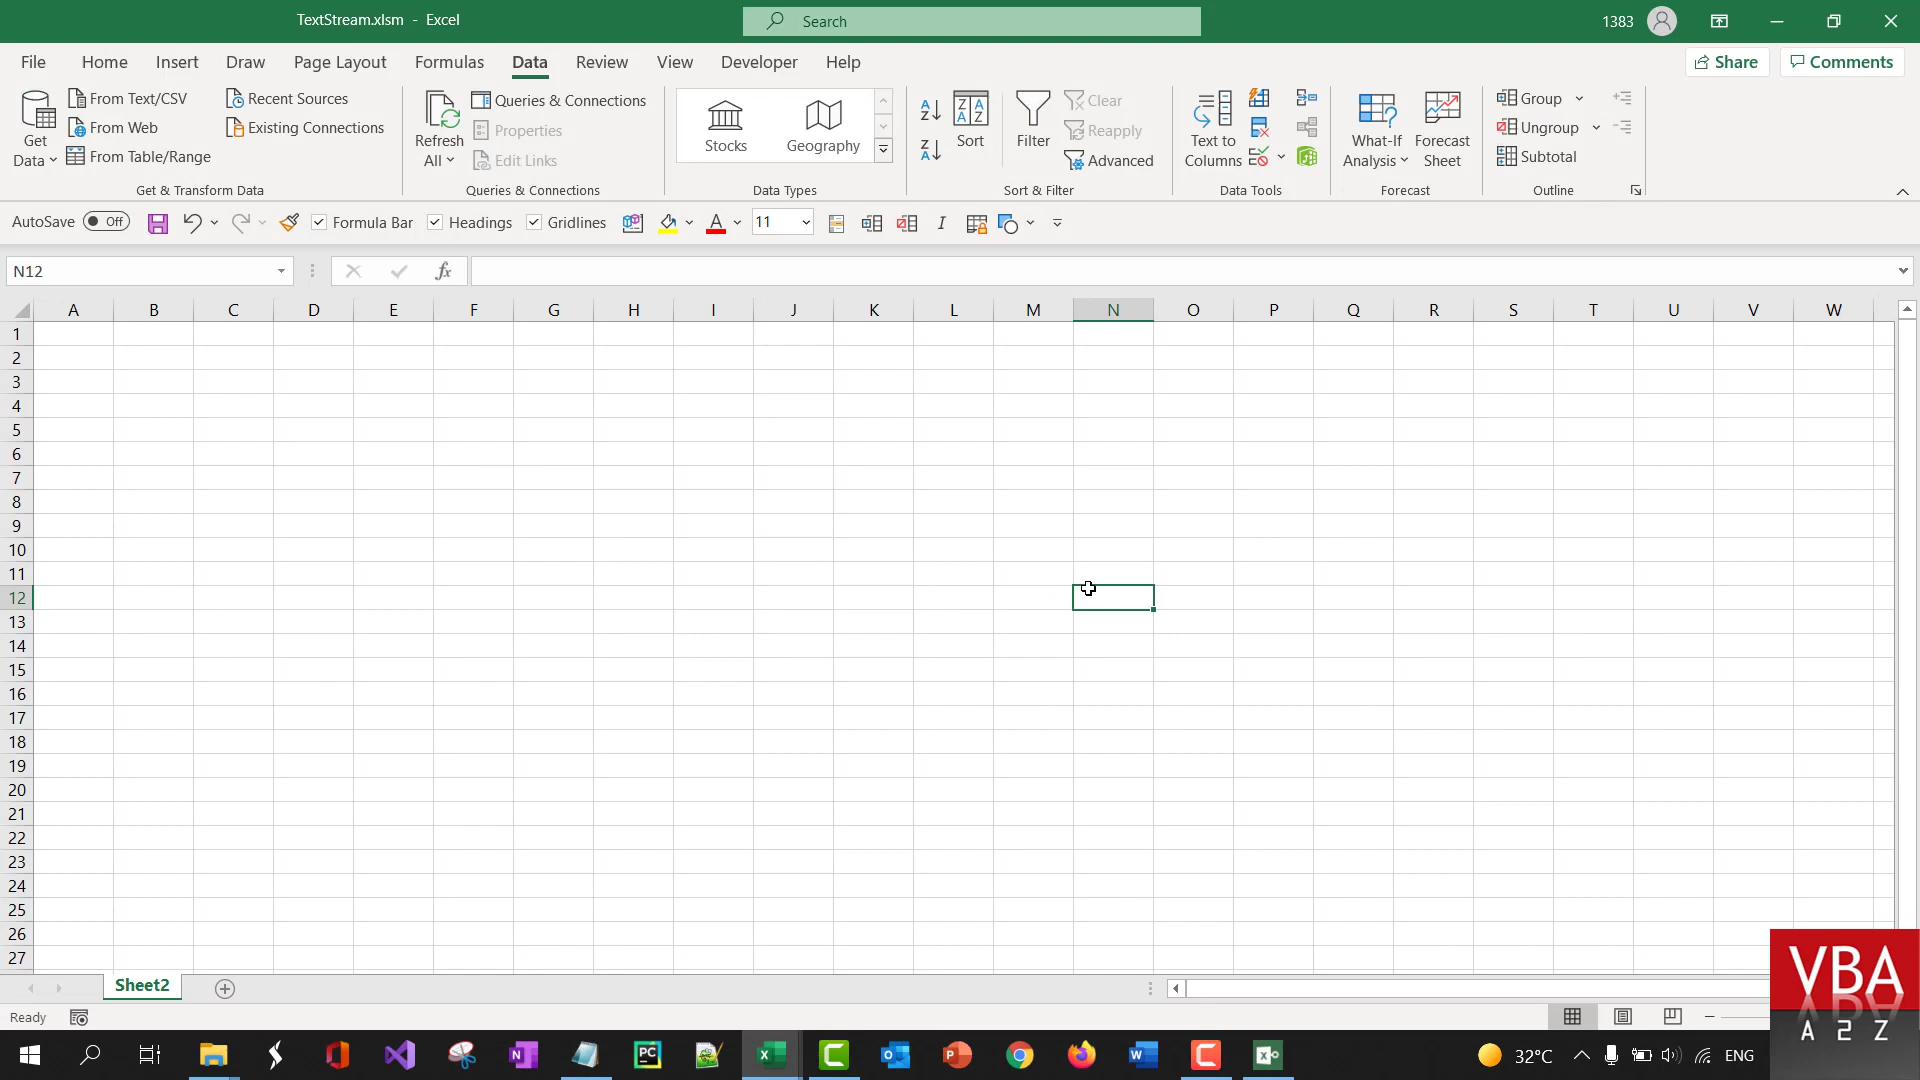 TextStream.xlsm - Excel
Search
1383
File Home Insert Draw Page Layout Formulas Data Review View Developer Help
Share Comments
Get Data
From Text/CSV
From Web
From Table/Range
Recent Sources
Existing Connections
Get & Transform Data
Refresh All
Queries & Connections
Properties
Edit Links
Queries & Connections
Stocks
Geography
Data Types
Sort
Filter
Clear
Reapply
Advanced
Sort & Filter
Text to Columns
Data Tools
What-If Analysis
Forecast Sheet
Forecast
Group
Ungroup
Subtotal
Outline
AutoSave Off Formula Bar Headings Gridlines A 11 I
N12 fx
A B C D E F G H I J K L M N O P Q R S T U V W
1
2
3
4
5
6
7
8
9
10
11
12
13
14
15
16
17
18
19
20
21
22
23
24
25
26
27
Sheet2
Ready
VBA
A 2 Z
32°C ENG